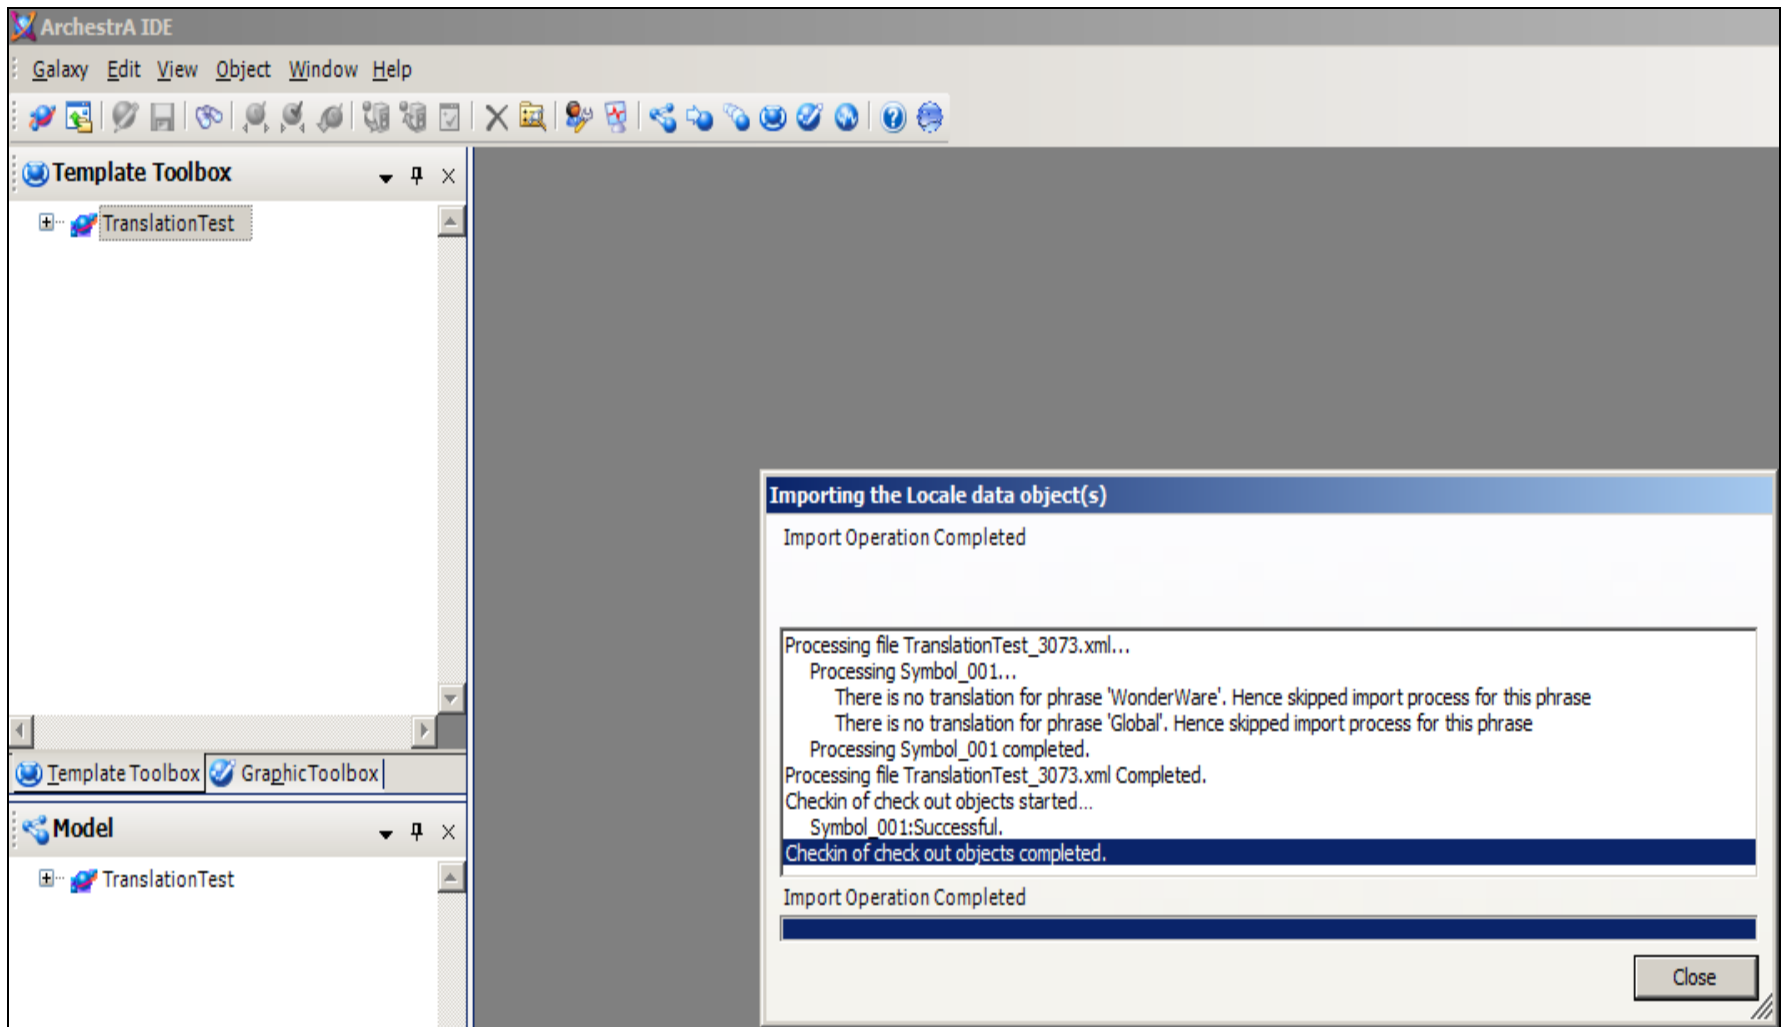 ArchestrA IDE
Galaxy Edit View Object Window Help
Template Toolbox
TranslationTest
Template Toolbox GraphicToolbox
Model
TranslationTest
Importing the Locale data object(s)
Import Operation Completed
Processing file TranslationTest_3073.xml...
Processing Symbol_001...
There is no translation for phrase 'WonderWare'. Hence skipped import process for this phrase
There is no translation for phrase 'Global'. Hence skipped import process for this phrase
Processing Symbol_001 completed.
Processing file TranslationTest_3073.xml Completed.
Checkin of check out objects started...
Symbol_001:Successful.
Checkin of check out objects completed.
Import Operation Completed
Close